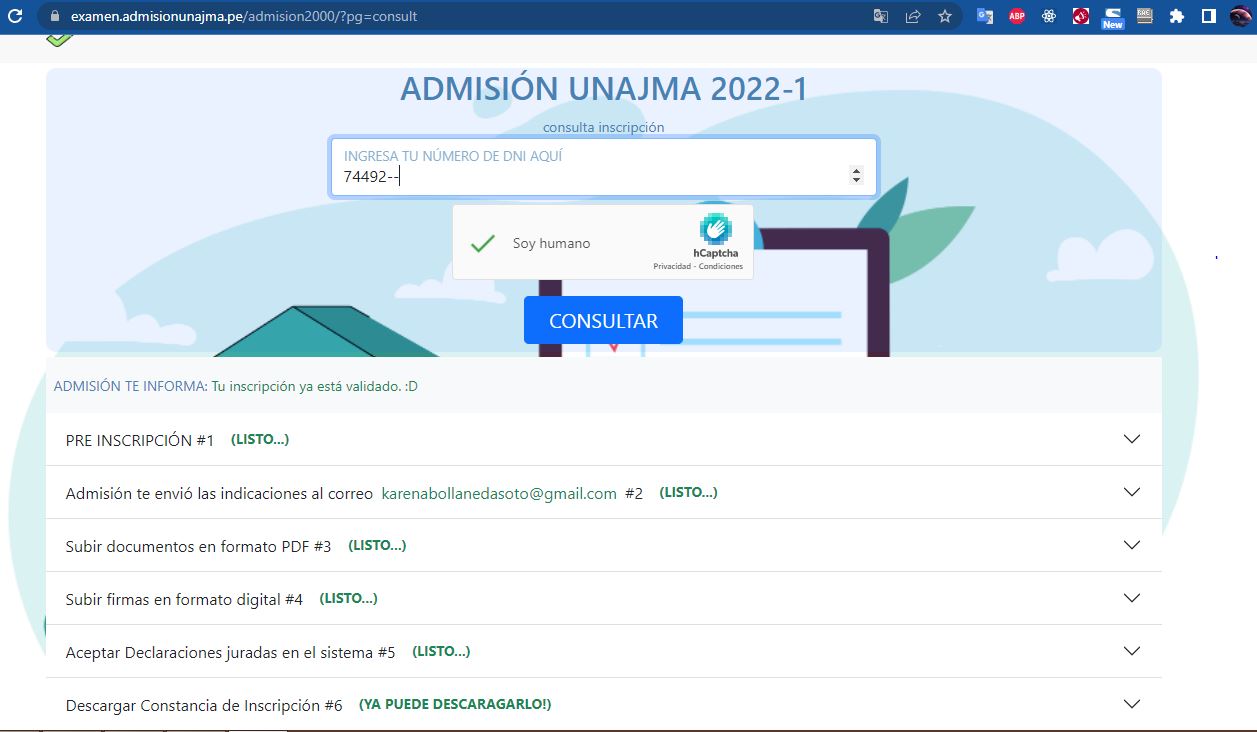 examen.admisionunajma.pe/admision2000/?pg=consult
ABP
New
ADMISIÓN UNAJMA 2022-1
consulta inscripción
INGRESA TU NÚMERO DE DNI AQUÍ
74492--
Soy humano
hCaptcha
Privacidad - Condiciones
CONSULTAR
ADMISIÓN TE INFORMA: Tu inscripción ya está validado. :D
PRE INSCRIPCIÓN #1 (LISTO...)
Admisión te envió las indicaciones al correo karenabollanedasoto@gmail.com #2 (LISTO...)
Subir documentos en formato PDF #3 (LISTO...)
Subir firmas en formato digital #4 (LISTO...)
Aceptar Declaraciones juradas en el sistema #5 (LISTO...)
Descargar Constancia de Inscripción #6 (YA PUEDE DESCARAGARLO!)